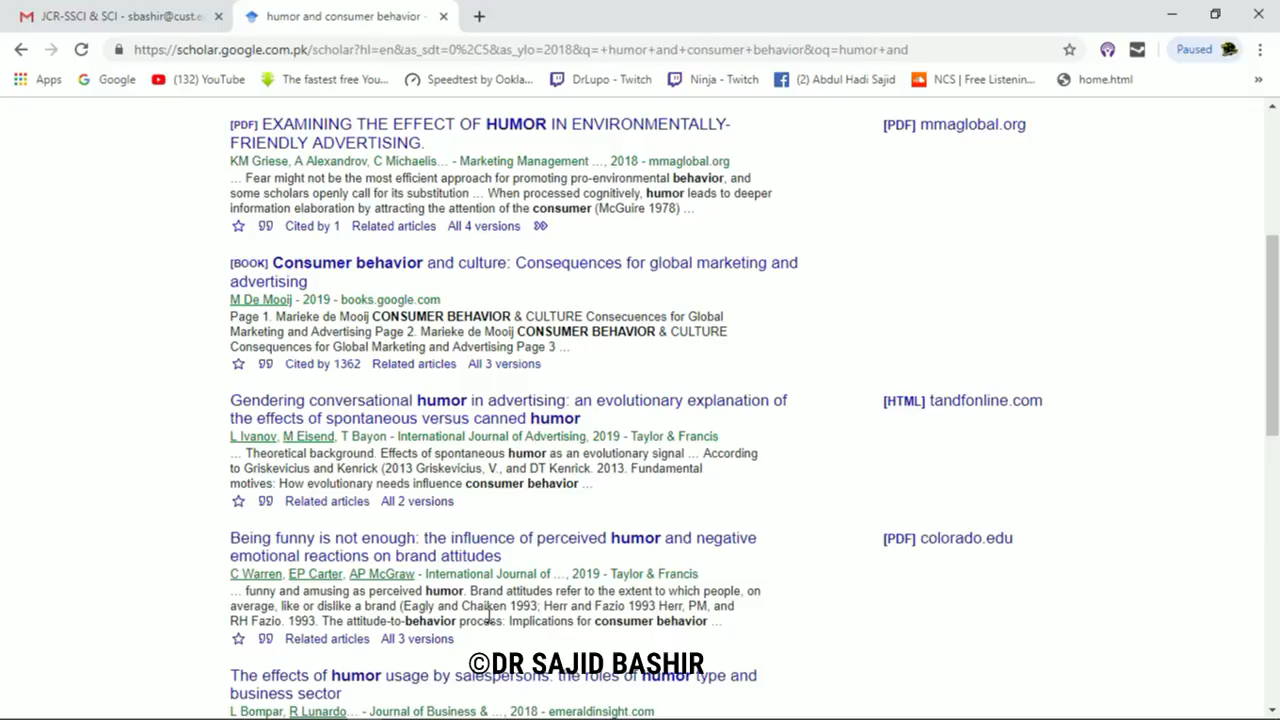 JCR-SSCI & SCI - sbashir@cust.e
humor and consumer behavior -
https://scholar.google.com.pk/scholar?hl=en&as_sdt=0%2C5&as_ylo=2018&q=+humor+and+consumer+behavior&oq=humor+and
Paused
Apps
Google
(132) YouTube
The fastest free You...
Speedtest by Ookla...
DrLupo - Twitch
Ninja - Twitch
(2) Abdul Hadi Sajid
NCS | Free Listenin...
home.html
»
[PDF] EXAMINING THE EFFECT OF HUMOR IN ENVIRONMENTALLY-
FRIENDLY ADVERTISING.
[PDF] mmaglobal.org
KM Griese, A Alexandrov, C Michaelis… - Marketing Management …, 2018 - mmaglobal.org
… Fear might not be the most efficient approach for promoting pro-environmental behavior, and
some scholars openly call for its substitution … When processed cognitively, humor leads to deeper
information elaboration by attracting the attention of the consumer (McGuire 1978) …
Cited by 1 Related articles All 4 versions
[BOOK] Consumer behavior and culture: Consequences for global marketing and
advertising
M De Mooij - 2019 - books.google.com
Page 1. Marieke de Mooij CONSUMER BEHAVIOR & CULTURE Consecuences for Global
Marketing and Advertising Page 2. Marieke de Mooij CONSUMER BEHAVIOR & CULTURE
Consequences for Global Marketing and Advertising Page 3 …
Cited by 1362 Related articles All 3 versions
Gendering conversational humor in advertising: an evolutionary explanation of
the effects of spontaneous versus canned humor
[HTML] tandfonline.com
L Ivanov, M Eisend, T Bayon - International Journal of Advertising, 2019 - Taylor & Francis
… Theoretical background. Effects of spontaneous humor as an evolutionary signal … According
to Griskevicius and Kenrick (2013 Griskevicius, V., and DT Kenrick. 2013. Fundamental
motives: How evolutionary needs influence consumer behavior …
Related articles All 2 versions
Being funny is not enough: the influence of perceived humor and negative
emotional reactions on brand attitudes
[PDF] colorado.edu
C Warren, EP Carter, AP McGraw - International Journal of …, 2019 - Taylor & Francis
… funny and amusing as perceived humor. Brand attitudes refer to the extent to which people, on
average, like or dislike a brand (Eagly and Chaiken 1993; Herr and Fazio 1993 Herr, PM, and
RH Fazio. 1993. The attitude-to-behavior process: Implications for consumer behavior …
Related articles All 3 versions
©DR SAJID BASHIR
The effects of humor usage by salespersons: the roles of humor type and
business sector
L Bompar, R Lunardo… - Journal of Business & …, 2018 - emeraldinsight.com